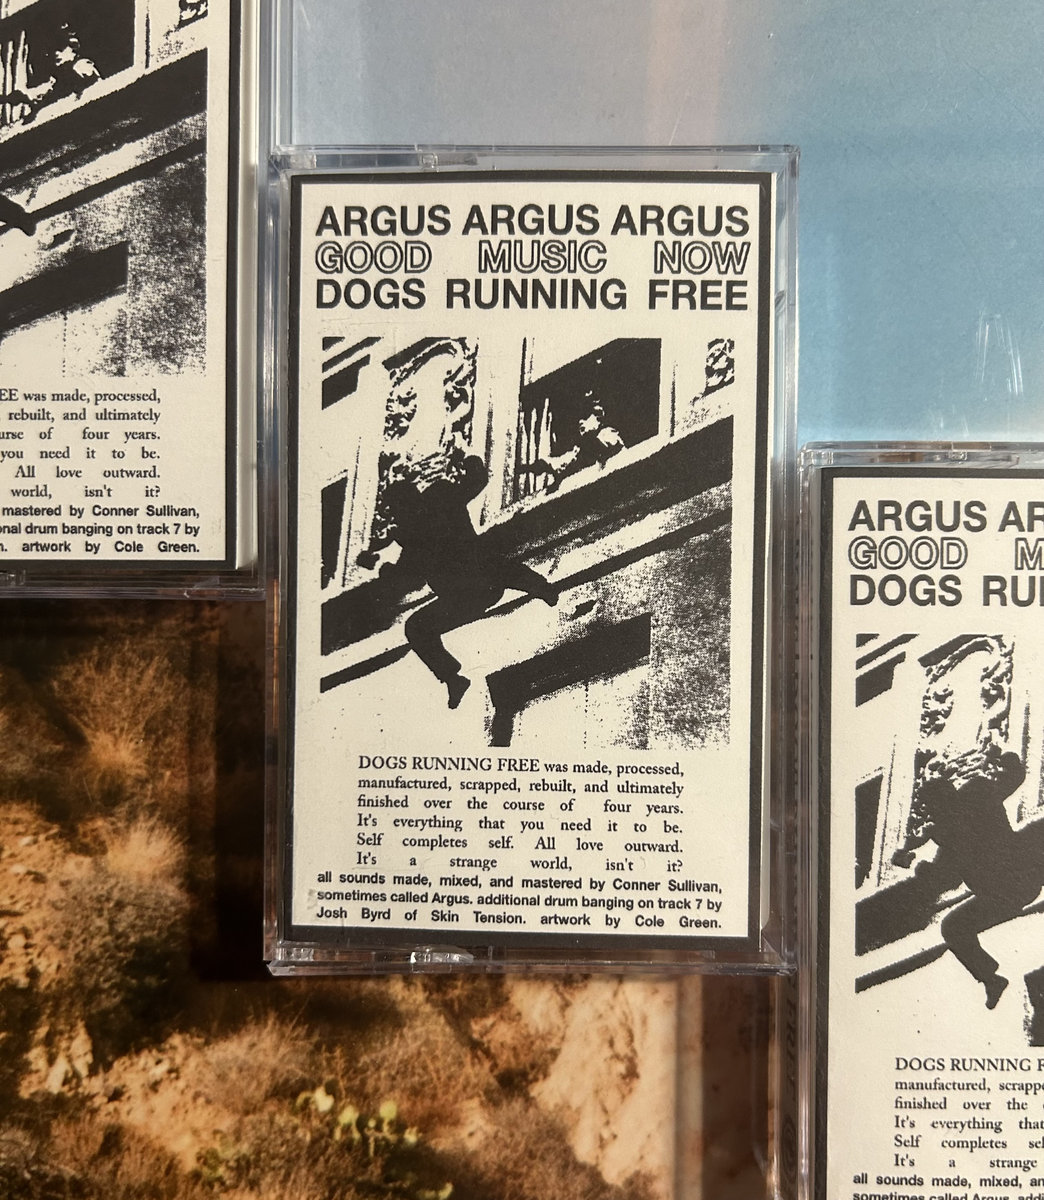 EE was made, processed,
rebuilt, and ultimately
urse of four years.
you need it to be.
All love outward.
world, isn't it?
mastered by Conner Sullivan,
nal drum banging on track 7 by
n. artwork by Cole Green.
ARGUS ARGUS ARGUS
GOOD MUSIC NOW
DOGS RUNNING FREE
DOGS RUNNING FREE was made, processed,
manufactured, scrapped, rebuilt, and ultimately
finished over the course of four years.
It's everything that you need it to be.
Self completes self. All love outward.
It's a strange world, isn't it?
all sounds made, mixed, and mastered by Conner Sullivan,
sometimes called Argus. additional drum banging on track 7 by
Josh Byrd of Skin Tension. artwork by Cole Green.
ARGUS AR
GOOD M
DOGS RU
DOGS RUNNING F
manufactured, scrapp
finished over the
It's everything that
Self completes sel
It's a strange
all sounds made, mixed, an
sometimes called Argus. addi